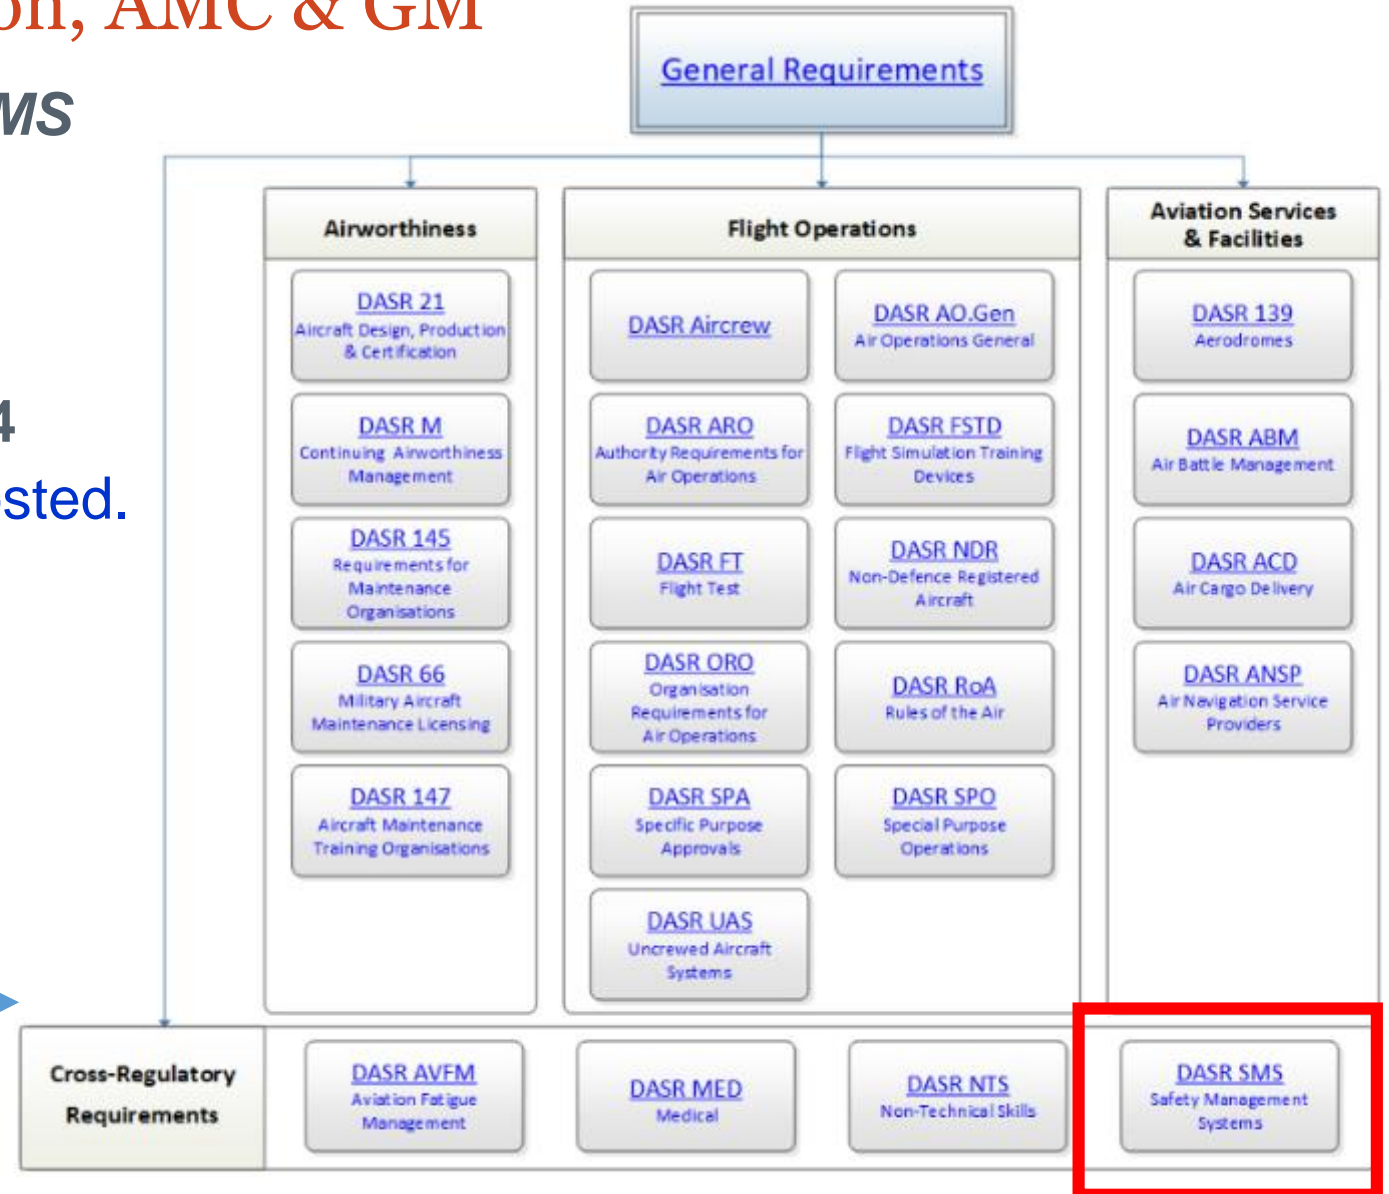 on, AMC & GM
MS
4
sted.
General Requirements
Airworthiness
DASR 21
Aircraft Design, Production
& Certification
DASR M
Continuing Airworthiness
Management
DASR 145
Requirements for
Maintenance
Organisations
DASR 66
Military Aircraft
Maintenance Licensing
DASR 147
Aircraft Maintenance
Training Organisations
Flight Operations
DASR Aircrew
DASR AO.Gen
Air Operations General
DASR ARO
Authority Requirements for
Air Operations
DASR FSTD
Flight Simulation Training
Devices
DASR FT
Flight Test
DASR NDR
Non-Defence Registered
Aircraft
DASR ORO
Organisation
Requirements for
Air Operations
DASR RoA
Rules of the Air
DASR SPA
Specific Purpose
Approvals
DASR SPO
Special Purpose
Operations
DASR UAS
Uncrewed Aircraft
Systems
Aviation Services
& Facilities
DASR 139
Aerodromes
DASR ABM
Air Battle Management
DASR ACD
Air Cargo Delivery
DASR ANSP
Air Navigation Service
Providers
Cross-Regulatory
Requirements
DASR AVFM
Aviation Fatigue
Management
DASR MED
Medical
DASR NTS
Non-Technical Skills
DASR SMS
Safety Management
Systems